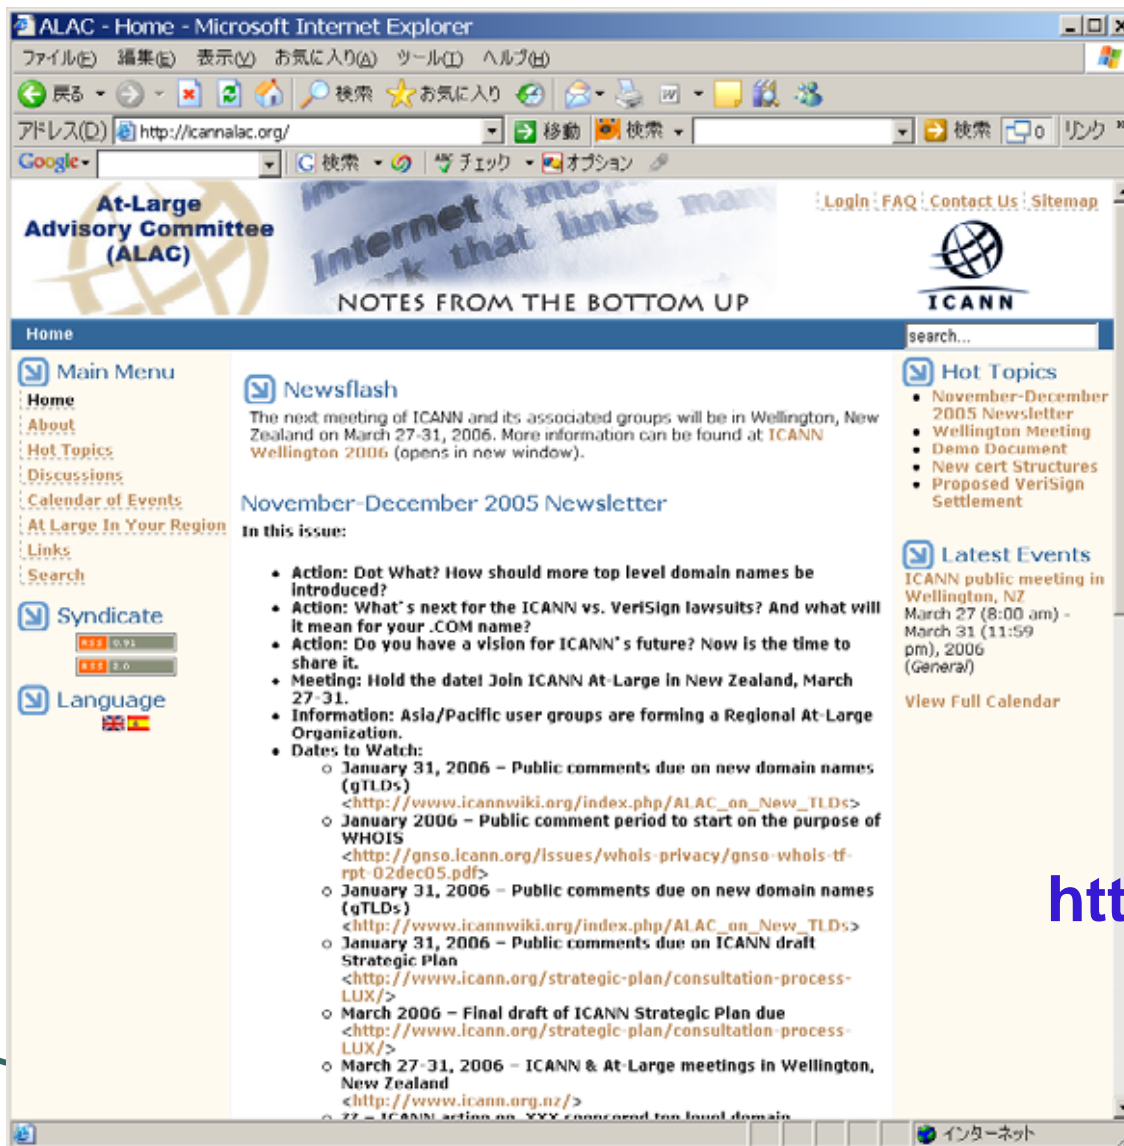 ALAC - Home - Microsoft Internet Explorer
ファイル(F) 編集(E) 表示(V) お気に入り(A) ツール(T) ヘルプ(H)
戻る 検索 お気に入り
アドレス(D) http://icannalac.org/ 移動 検索 検索 0 リンク »
Google 検索 チェック オプション
At-Large
Advisory Committee
(ALAC)
Internet
that links many
NOTES FROM THE BOTTOM UP
Login FAQ Contact Us Sitemap
ICANN
Home
search...
Main Menu
Home
About
Hot Topics
Discussions
Calendar of Events
At Large In Your Region
Links
Search
Syndicate
RSS 0.91
RSS 2.0
Language
Newsflash
The next meeting of ICANN and its associated groups will be in Wellington, New
Zealand on March 27-31, 2006. More information can be found at ICANN
Wellington 2006 (opens in new window).
November-December 2005 Newsletter
In this issue:
• Action: Dot What? How should more top level domain names be
introduced?
• Action: What's next for the ICANN vs. VeriSign lawsuits? And what will
it mean for your .COM name?
• Action: Do you have a vision for ICANN's future? Now is the time to
share it.
• Meeting: Hold the date! Join ICANN At-Large in New Zealand, March
27-31.
• Information: Asia/Pacific user groups are forming a Regional At-Large
Organization.
• Dates to Watch:
○ January 31, 2006 – Public comments due on new domain names
(gTLDs)
<http://www.icannwiki.org/index.php/ALAC_on_New_TLDs>
○ January 2006 – Public comment period to start on the purpose of
WHOIS
<http://gnso.icann.org/issues/whois-privacy/gnso-whois-tf-
rpt-02dec05.pdf>
○ January 31, 2006 – Public comments due on new domain names
(gTLDs)
<http://www.icannwiki.org/index.php/ALAC_on_New_TLDs>
○ January 31, 2006 – Public comments due on ICANN draft
Strategic Plan
<http://www.icann.org/strategic-plan/consultation-process-
LUX/>
○ March 2006 – Final draft of ICANN Strategic Plan due
<http://www.icann.org/strategic-plan/consultation-process-
LUX/>
○ March 27-31, 2006 – ICANN & At-Large meetings in Wellington,
New Zealand
<http://www.icann.org.nz/>
○ ?? – ICANN action on .XXX sponsored top level domain
Hot Topics
• November-December
2005 Newsletter
• Wellington Meeting
• Demo Document
• New cert Structures
• Proposed VeriSign
Settlement
Latest Events
ICANN public meeting in
Wellington, NZ
March 27 (8:00 am) -
March 31 (11:59
pm), 2006
(General)
View Full Calendar
htt
インターネット